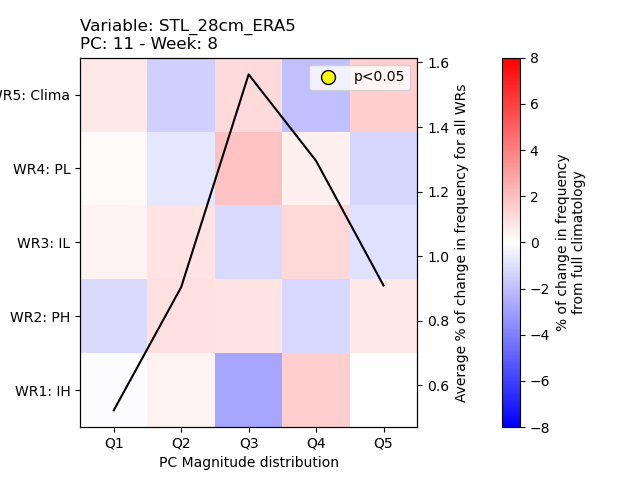 Variable: STL_28cm_ERA5
PC: 11 - Week: 8
p<0.05
WR5: Clima
WR4: PL
WR3: IL
WR2: PH
WR1: IH
Q1 Q2 Q3 Q4 Q5
PC Magnitude distribution
1.6
1.4
1.2
1.0
0.8
0.6
Average % of change in frequency for all WRs
8
6
4
2
0
−2
−4
−6
−8
% of change in frequency
from full climatology